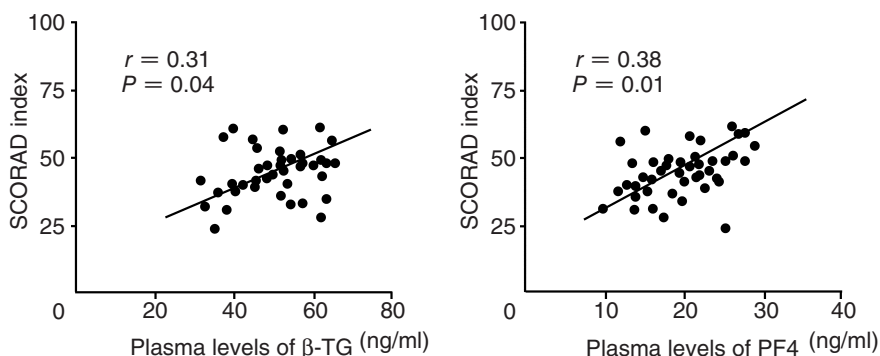 100
r = 0.31
P = 0.04
75
50
25
0
20
40
60
80
SCORAD index
Plasma levels of β-TG (ng/ml)
100
r = 0.38
P = 0.01
75
50
25
0
10
20
30
40
SCORAD index
Plasma levels of PF4 (ng/ml)